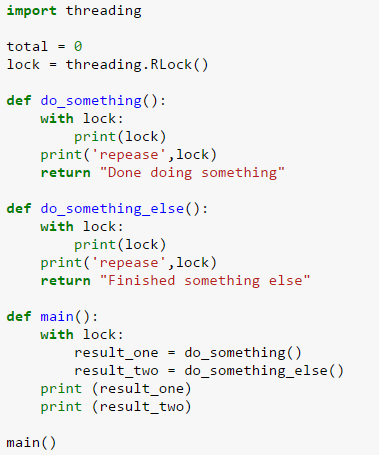 import threading
total = 0
lock = threading.RLock()
def do_something():
    with lock:
        print(lock)
    print('repease',lock)
    return "Done doing something"
def do_something_else():
    with lock:
        print(lock)
    print('repease',lock)
    return "Finished something else"
def main():
    with lock:
        result_one = do_something()
        result_two = do_something_else()
    print (result_one)
    print (result_two)
main()